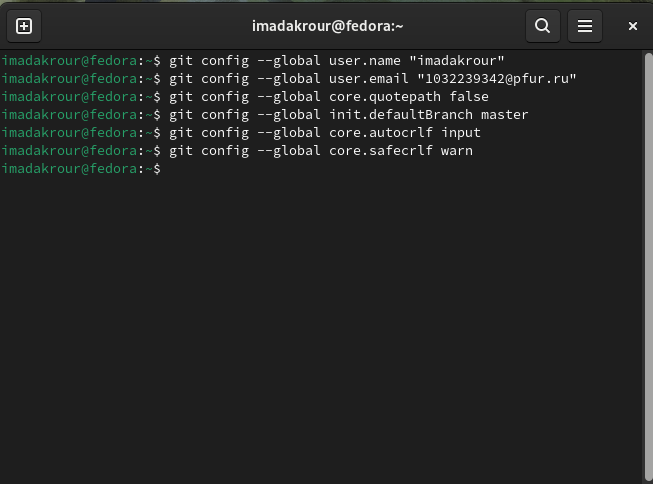 imadakrour@fedora:~
imadakrour@fedora:~$ git config --global user.name "imadakrour"
imadakrour@fedora:~$ git config --global user.email "1032239342@pfur.ru"
imadakrour@fedora:~$ git config --global core.quotepath false
imadakrour@fedora:~$ git config --global init.defaultBranch master
imadakrour@fedora:~$ git config --global core.autocrlf input
imadakrour@fedora:~$ git config --global core.safecrlf warn
imadakrour@fedora:~$